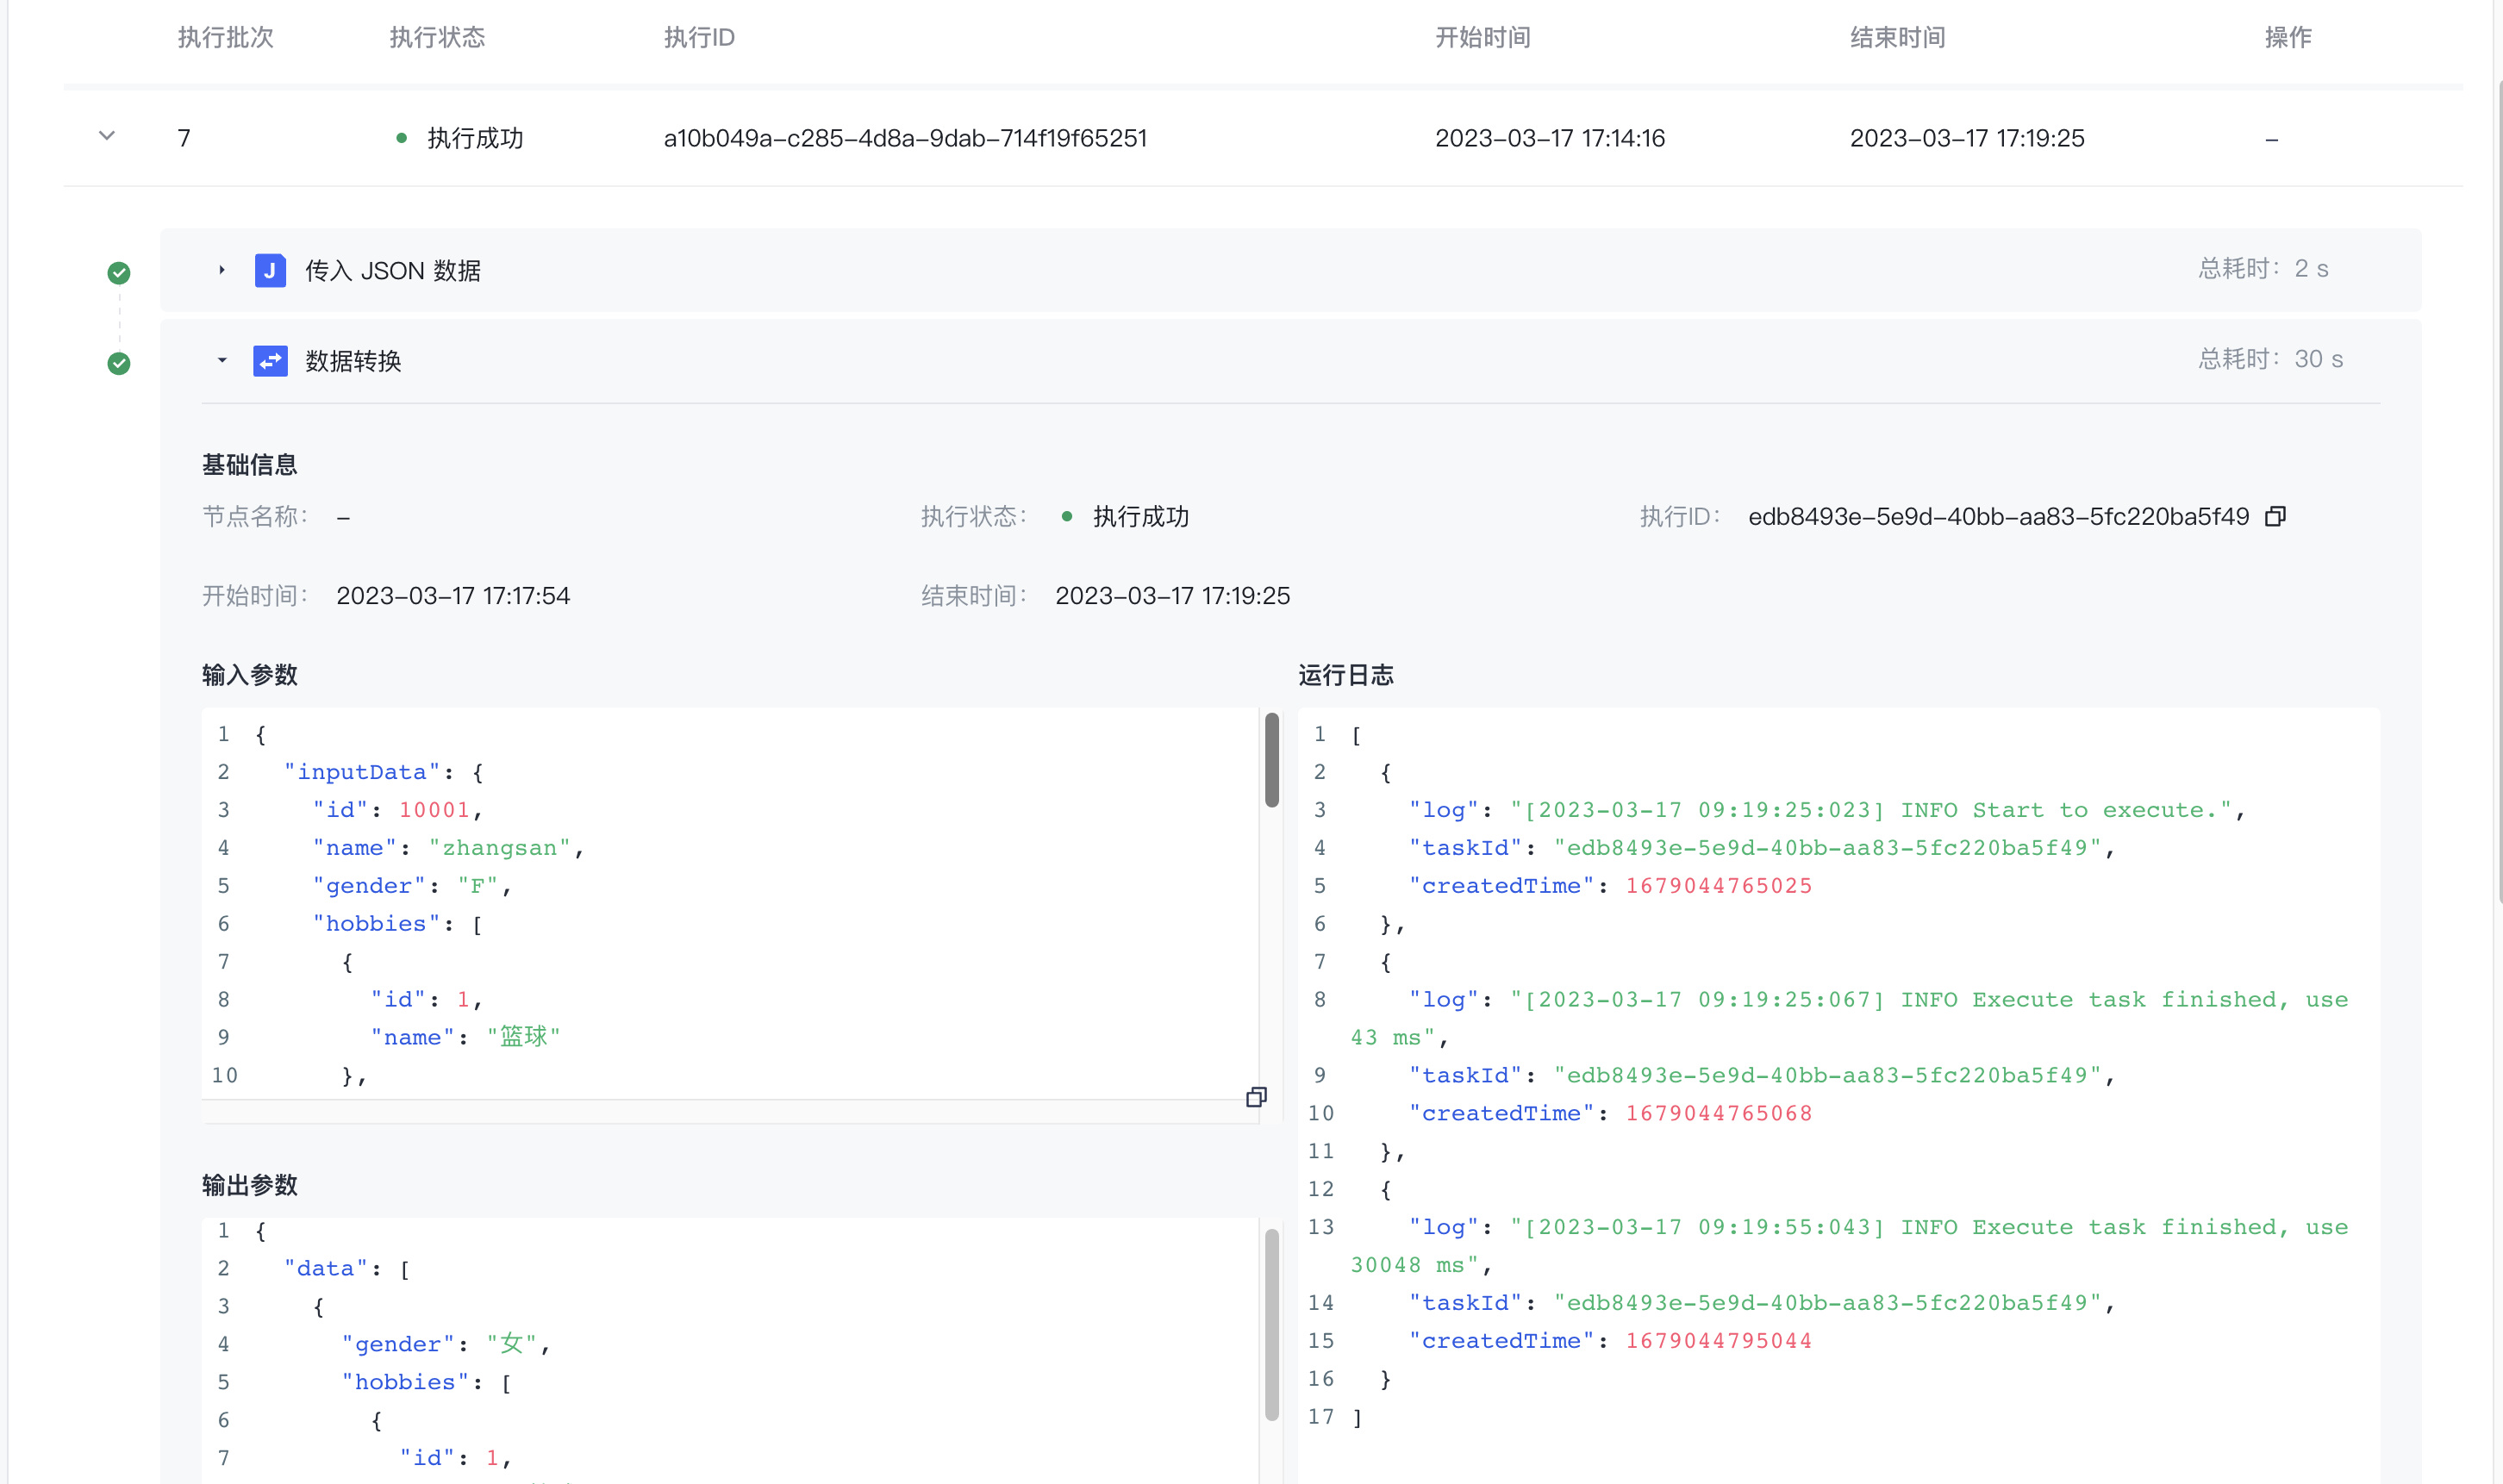 执行批次 执行状态 执行ID 开始时间 结束时间 操作
7 执行成功 a10b049a-c285-4d8a-9dab-714f19f65251 2023-03-17 17:14:16 2023-03-17 17:19:25 -
J 传入 JSON 数据 总耗时：2 s
数据转换 总耗时：30 s
基础信息
节点名称： - 执行状态： 执行成功 执行ID： edb8493e-5e9d-40bb-aa83-5fc220ba5f49
开始时间： 2023-03-17 17:17:54 结束时间： 2023-03-17 17:19:25
输入参数
1 {
2 "inputData": {
3 "id": 10001,
4 "name": "zhangsan",
5 "gender": "F",
6 "hobbies": [
7 {
8 "id": 1,
9 "name": "篮球"
10 },
输出参数
1 {
2 "data": [
3 {
4 "gender": "女",
5 "hobbies": [
6 {
7 "id": 1,
运行日志
1 [
2 {
3 "log": "[2023-03-17 09:19:25:023] INFO Start to execute.",
4 "taskId": "edb8493e-5e9d-40bb-aa83-5fc220ba5f49",
5 "createdTime": 1679044765025
6 },
7 {
8 "log": "[2023-03-17 09:19:25:067] INFO Execute task finished, use
43 ms",
9 "taskId": "edb8493e-5e9d-40bb-aa83-5fc220ba5f49",
10 "createdTime": 1679044765068
11 },
12 {
13 "log": "[2023-03-17 09:19:55:043] INFO Execute task finished, use
30048 ms",
14 "taskId": "edb8493e-5e9d-40bb-aa83-5fc220ba5f49",
15 "createdTime": 1679044795044
16 }
17 ]